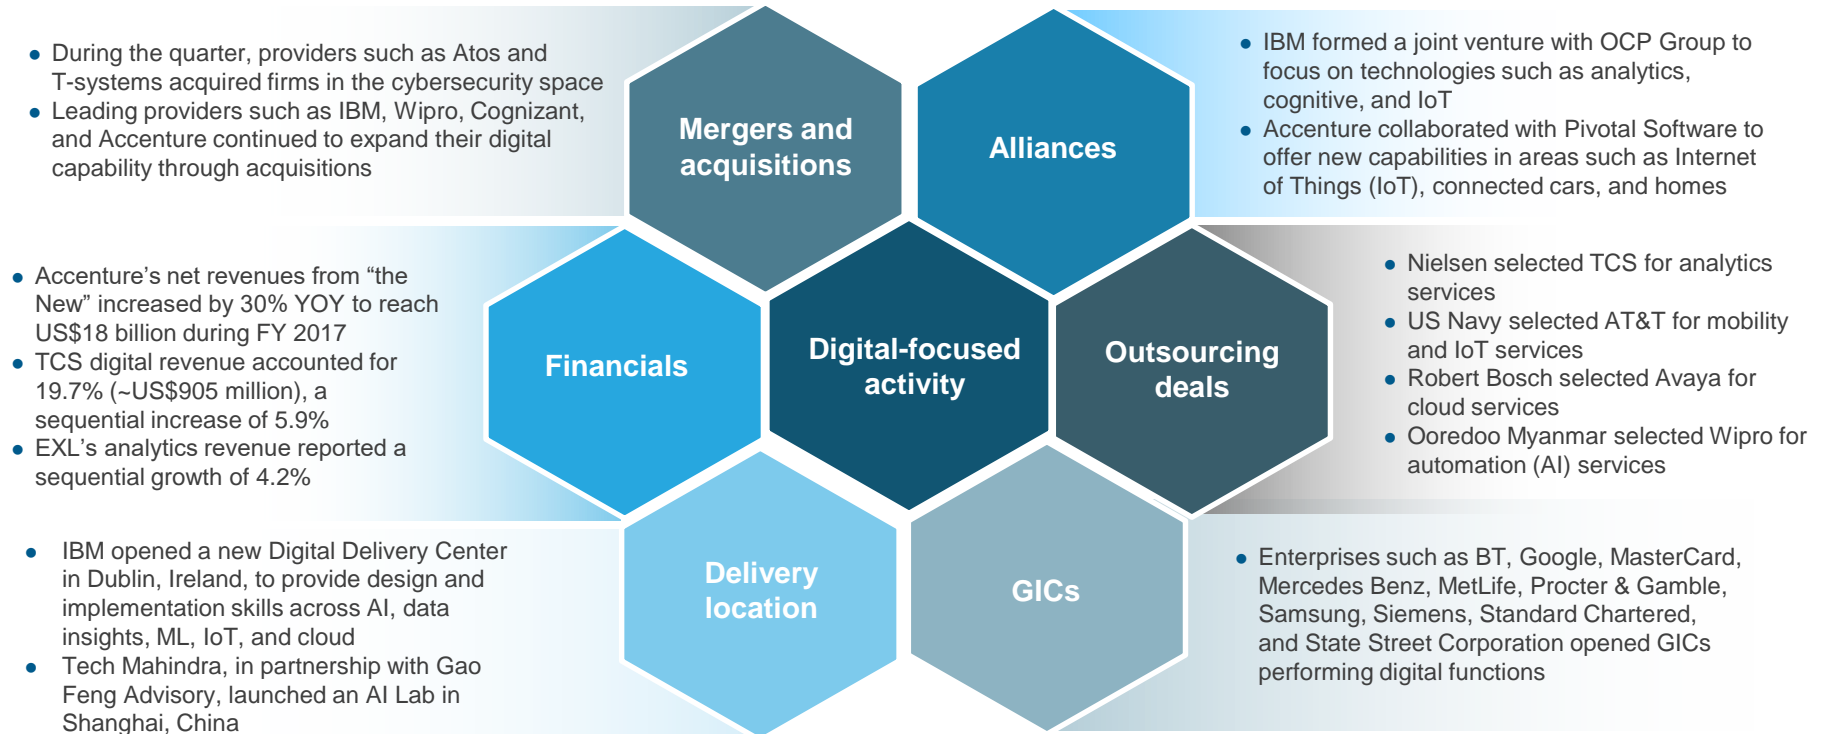 ● During the quarter, providers such as Atos and
T-systems acquired firms in the cybersecurity space
● Leading providers such as IBM, Wipro, Cognizant,
and Accenture continued to expand their digital
capability through acquisitions
Mergers and
acquisitions
Alliances
● IBM formed a joint venture with OCP Group to
focus on technologies such as analytics,
cognitive, and IoT
● Accenture collaborated with Pivotal Software to
offer new capabilities in areas such as Internet
of Things (IoT), connected cars, and homes
● Accenture’s net revenues from “the
New” increased by 30% YOY to reach
US$18 billion during FY 2017
● TCS digital revenue accounted for
19.7% (~US$905 million), a
sequential increase of 5.9%
● EXL’s analytics revenue reported a
sequential growth of 4.2%
Financials
Digital-focused
activity
Outsourcing
deals
● Nielsen selected TCS for analytics
services
● US Navy selected AT&T for mobility
and IoT services
● Robert Bosch selected Avaya for
cloud services
● Ooredoo Myanmar selected Wipro for
automation (AI) services
● IBM opened a new Digital Delivery Center
in Dublin, Ireland, to provide design and
implementation skills across AI, data
insights, ML, IoT, and cloud
● Tech Mahindra, in partnership with Gao
Feng Advisory, launched an AI Lab in
Shanghai, China
Delivery
location
GICs
● Enterprises such as BT, Google, MasterCard,
Mercedes Benz, MetLife, Procter & Gamble,
Samsung, Siemens, Standard Chartered,
and State Street Corporation opened GICs
performing digital functions